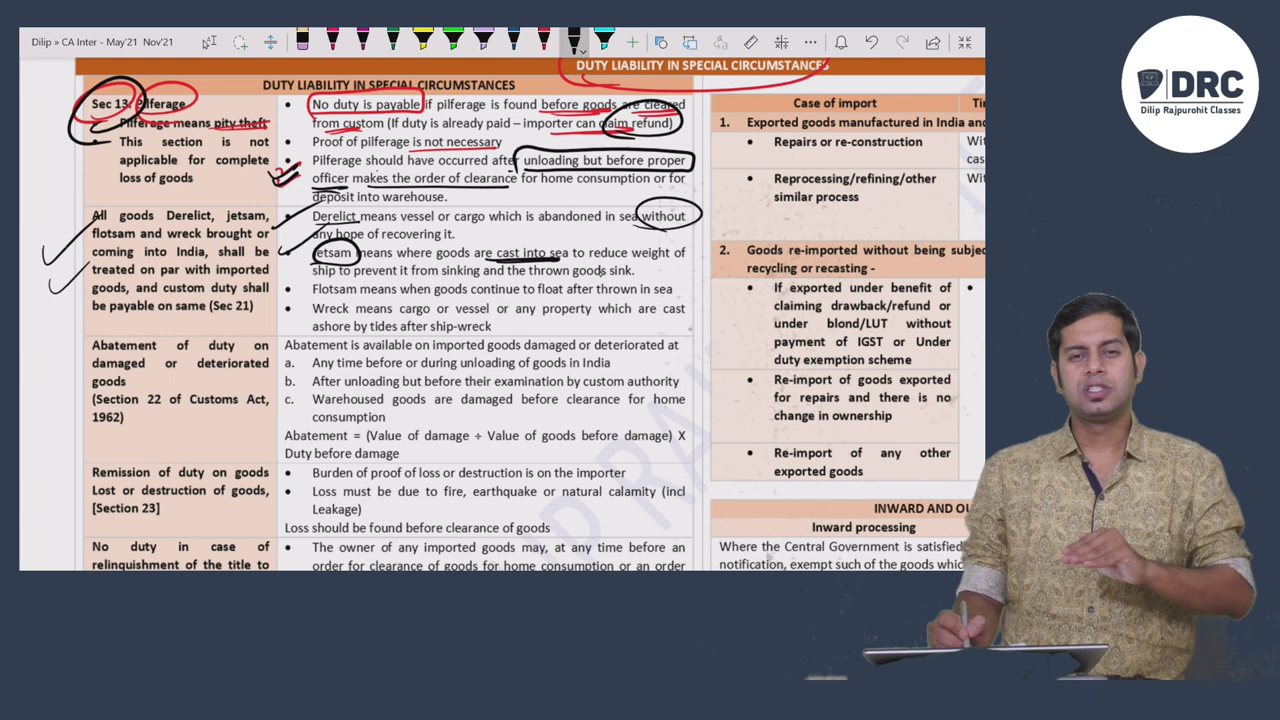 Dilip » CA Inter - May'21 Nov'21
DUTY LIABILITY IN SPECIAL CIRCUMSTANCES
DUTY LIABILITY IN SPECIAL CIRCUMSTANCES
Sec 13. Pilferage
• Pilferage means pity theft
• This section is not
applicable for complete
loss of goods
• No duty is payable if pilferage is found before goods are cleared
from custom (If duty is already paid – importer can claim refund)
• Proof of pilferage is not necessary
• Pilferage should have occurred after unloading but before proper
officer makes the order of clearance for home consumption or for
deposit into warehouse.
All goods Derelict, jetsam,
flotsam and wreck brought or
coming into India, shall be
treated on par with imported
goods, and custom duty shall
be payable on same (Sec 21)
• Derelict means vessel or cargo which is abandoned in sea without
any hope of recovering it.
• Jetsam means where goods are cast into sea to reduce weight of
ship to prevent it from sinking and the thrown goods sink.
• Flotsam means when goods continue to float after thrown in sea
• Wreck means cargo or vessel or any property which are cast
ashore by tides after ship-wreck
Abatement of duty on
damaged or deteriorated
goods
(Section 22 of Customs Act,
1962)
Abatement is available on imported goods damaged or deteriorated at
a. Any time before or during unloading of goods in India
b. After unloading but before their examination by custom authority
c. Warehoused goods are damaged before clearance for home
consumption
Abatement = (Value of damage ÷ Value of goods before damage) X
Duty before damage
Remission of duty on goods
Lost or destruction of goods,
[Section 23]
• Burden of proof of loss or destruction is on the importer
• Loss must be due to fire, earthquake or natural calamity (incl
Leakage)
Loss should be found before clearance of goods
No duty in case of
relinquishment of the title to
• The owner of any imported goods may, at any time before an
order for clearance of goods for home consumption or an order
Case of import
1. Exported goods manufactured in India and
• Repairs or re-construction
case
• Reprocessing/refining/other
similar process
2. Goods re-imported without being subjec
recycling or recasting -
• If exported under benefit of
claiming drawback/refund or
under blond/LUT without
payment of IGST or Under
duty exemption scheme
•
• Re-import of goods exported
for repairs and there is no
change in ownership
• Re-import of any other
exported goods
INWARD AND OU
Inward processing
Where the Central Government is satisfied
notification, exempt such of the goods whic
DRC
Dilip Rajpurohit Classes